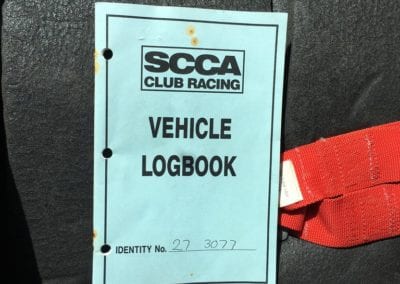 SCCA
CLUB RACING
VEHICLE
LOGBOOK
IDENTITY No. 27 3077